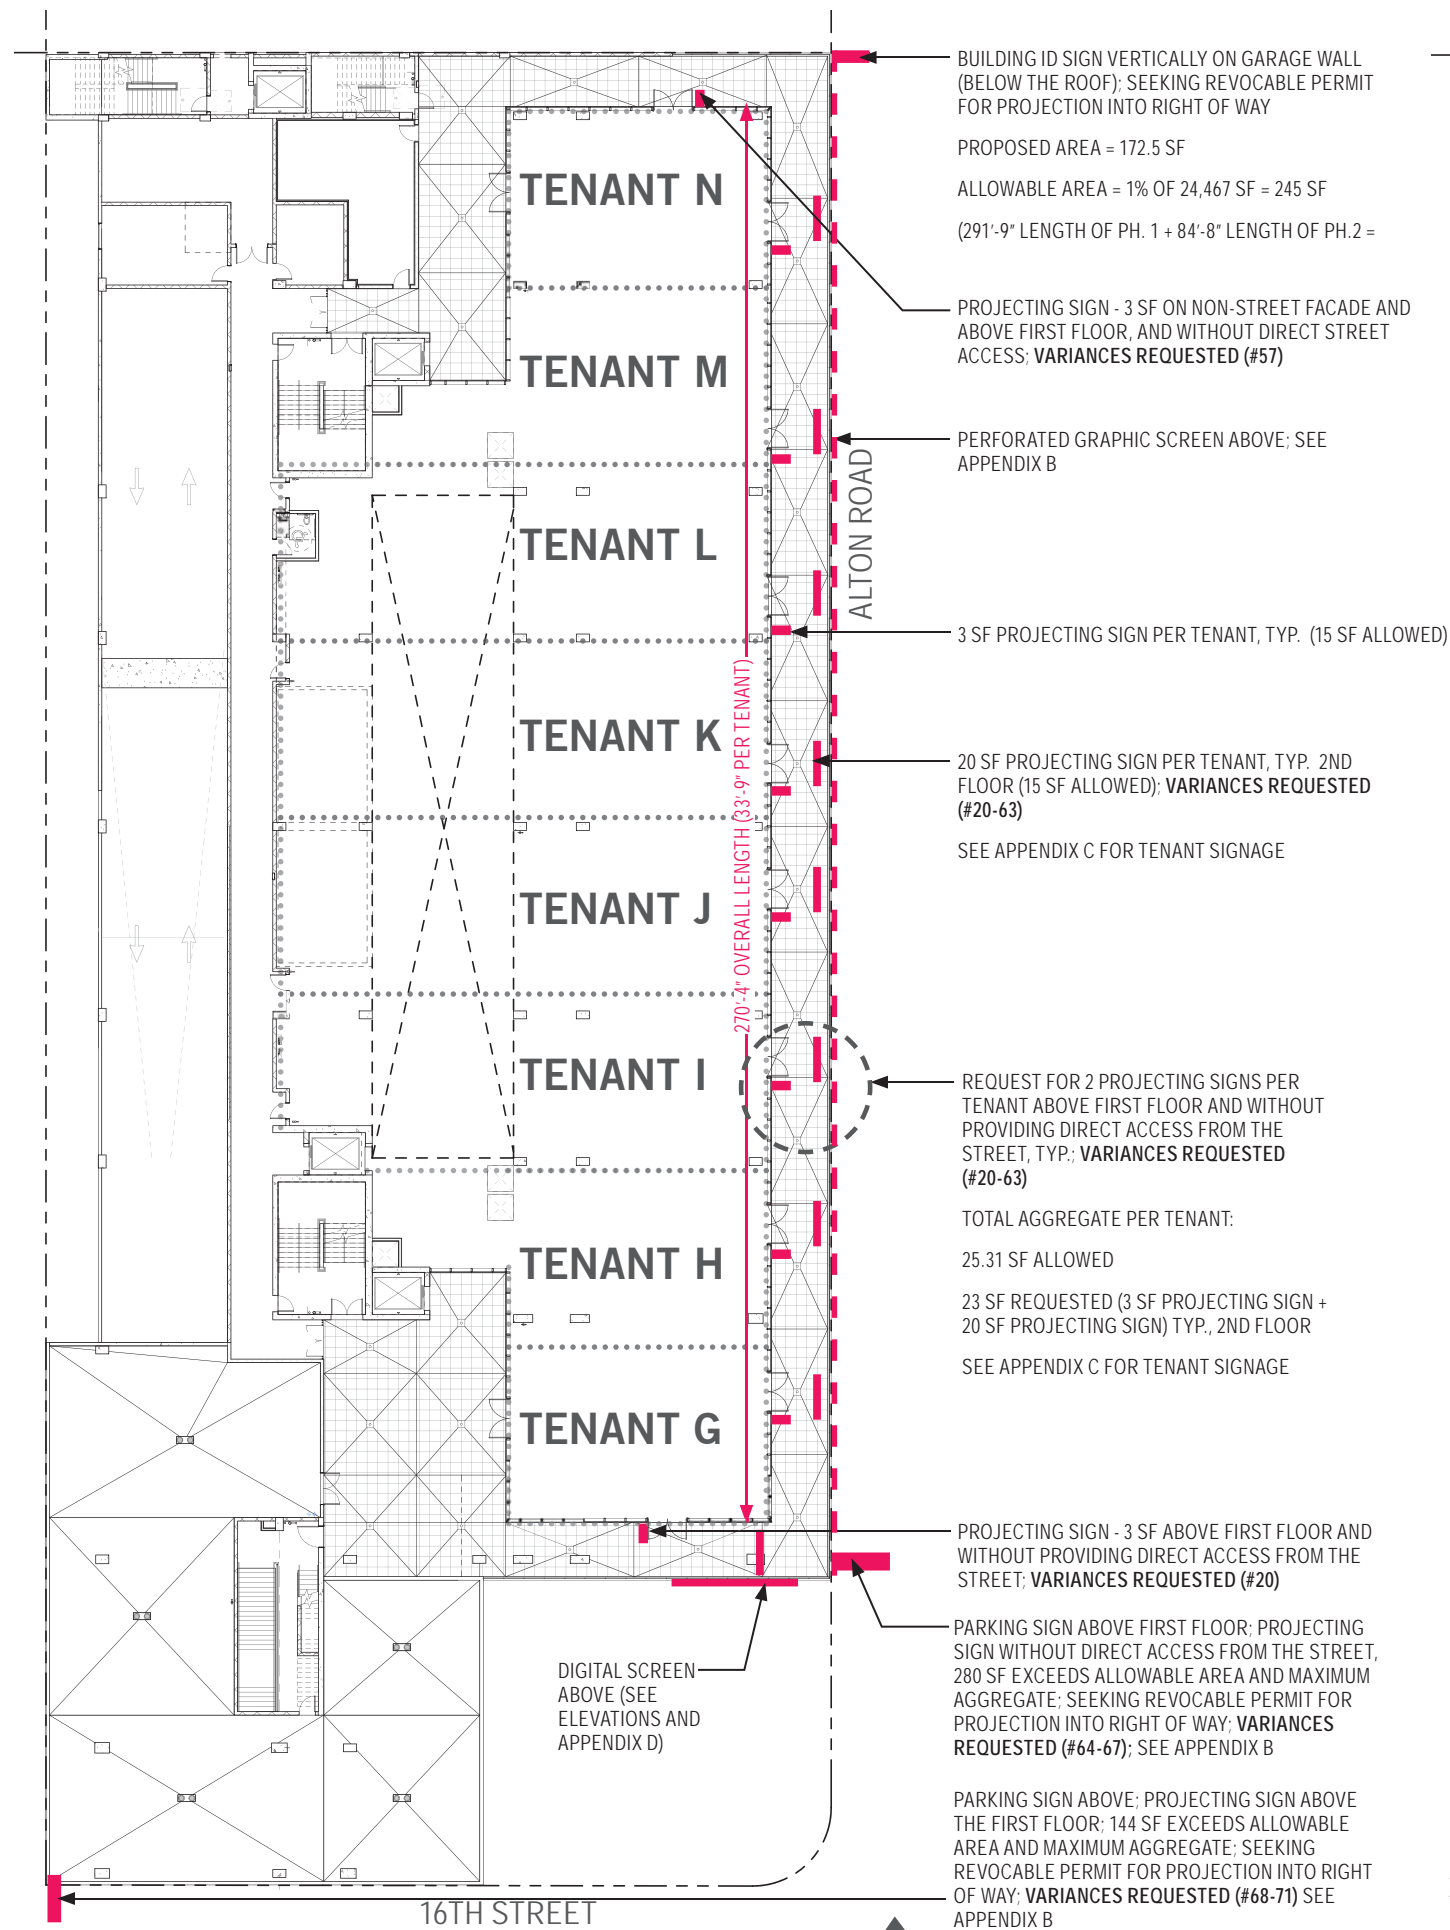 BUILDING ID SIGN VERTICALLY ON GARAGE WALL
(BELOW THE ROOF); SEEKING REVOCABLE PERMIT
FOR PROJECTION INTO RIGHT OF WAY
PROPOSED AREA = 172.5 SF
ALLOWABLE AREA = 1% OF 24,467 SF = 245 SF
(291'-9" LENGTH OF PH. 1 + 84'-8" LENGTH OF PH.2 =
PROJECTING SIGN - 3 SF ON NON-STREET FACADE AND
ABOVE FIRST FLOOR, AND WITHOUT DIRECT STREET
ACCESS; VARIANCES REQUESTED (#57)
PERFORATED GRAPHIC SCREEN ABOVE; SEE
APPENDIX B
3 SF PROJECTING SIGN PER TENANT, TYP. (15 SF ALLOWED)
20 SF PROJECTING SIGN PER TENANT, TYP. 2ND
FLOOR (15 SF ALLOWED); VARIANCES REQUESTED
(#20-63)
SEE APPENDIX C FOR TENANT SIGNAGE
REQUEST FOR 2 PROJECTING SIGNS PER
TENANT ABOVE FIRST FLOOR AND WITHOUT
PROVIDING DIRECT ACCESS FROM THE
STREET, TYP.; VARIANCES REQUESTED
(#20-63)
TOTAL AGGREGATE PER TENANT:
25.31 SF ALLOWED
23 SF REQUESTED (3 SF PROJECTING SIGN +
20 SF PROJECTING SIGN) TYP., 2ND FLOOR
SEE APPENDIX C FOR TENANT SIGNAGE
PROJECTING SIGN - 3 SF ABOVE FIRST FLOOR AND
WITHOUT PROVIDING DIRECT ACCESS FROM THE
STREET; VARIANCES REQUESTED (#20)
PARKING SIGN ABOVE FIRST FLOOR; PROJECTING
SIGN WITHOUT DIRECT ACCESS FROM THE STREET,
280 SF EXCEEDS ALLOWABLE AREA AND MAXIMUM
AGGREGATE; SEEKING REVOCABLE PERMIT FOR
PROJECTION INTO RIGHT OF WAY; VARIANCES
REQUESTED (#64-67); SEE APPENDIX B
PARKING SIGN ABOVE; PROJECTING SIGN ABOVE
THE FIRST FLOOR; 144 SF EXCEEDS ALLOWABLE
AREA AND MAXIMUM AGGREGATE; SEEKING
REVOCABLE PERMIT FOR PROJECTION INTO RIGHT
OF WAY; VARIANCES REQUESTED (#68-71) SEE
APPENDIX B
TENANT N
TENANT M
TENANT L
TENANT K
TENANT J
TENANT I
TENANT H
TENANT G
270'-4" OVERALL LENGTH (33'-9" PER TENANT)
ALTON ROAD
DIGITAL SCREEN
ABOVE (SEE
ELEVATIONS AND
APPENDIX D)
16TH STREET